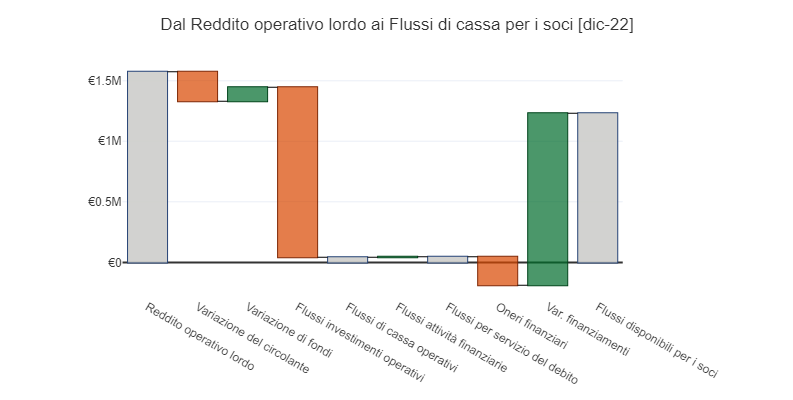 Dal Reddito operativo lordo ai Flussi di cassa per i soci [dic-22]
€1.5M
€1M
€0.5M
€0
Reddito operativo lordo
Variazione del circolante
Variazione di fondi
Flussi investimenti operativi
Flussi di cassa operativi
Flussi attività finanziarie
Flussi per servizio del debito
Oneri finanziari
Var. finanziamenti
Flussi disponibili per i soci